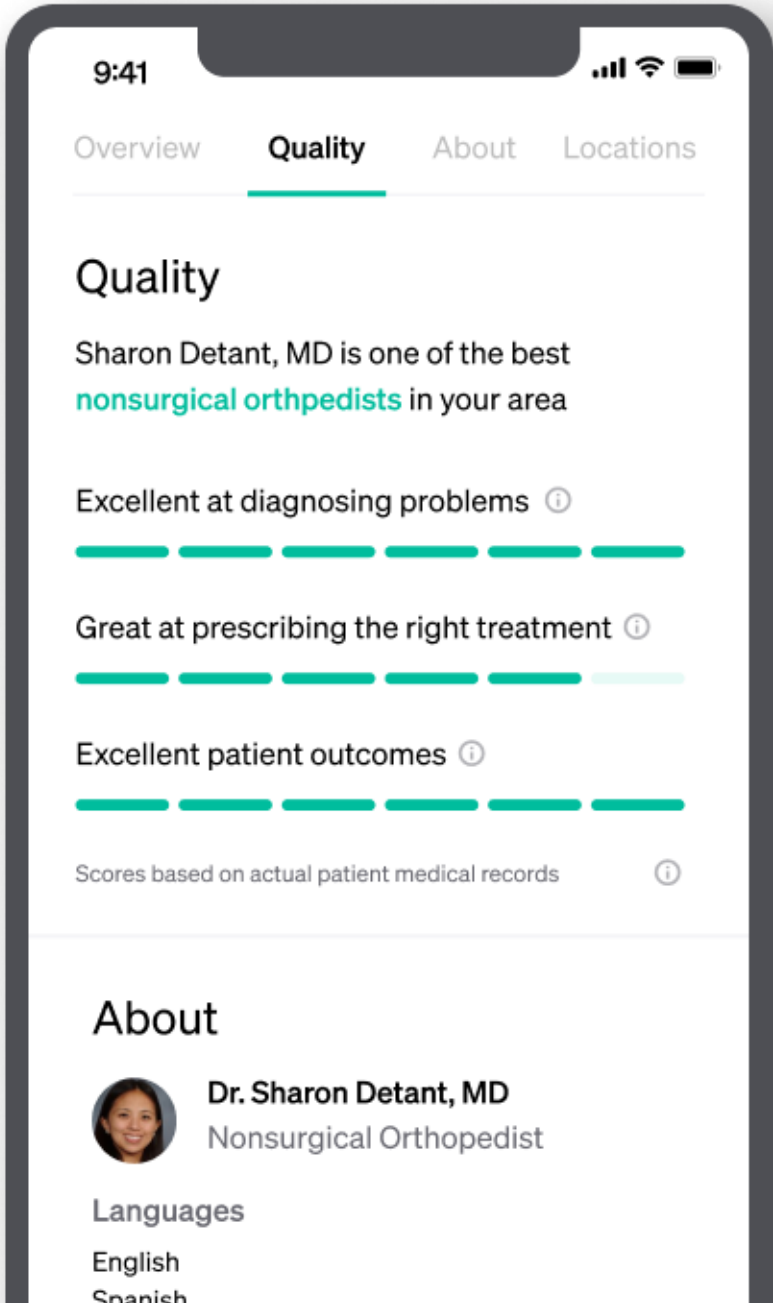 9:41
Overview Quality About Locations
Quality
Sharon Detant, MD is one of the best
nonsurgical orthpedists in your area
Excellent at diagnosing problems
Great at prescribing the right treatment
Excellent patient outcomes
Scores based on actual patient medical records
About
Dr. Sharon Detant, MD
Nonsurgical Orthopedist
Languages
English
Spanish